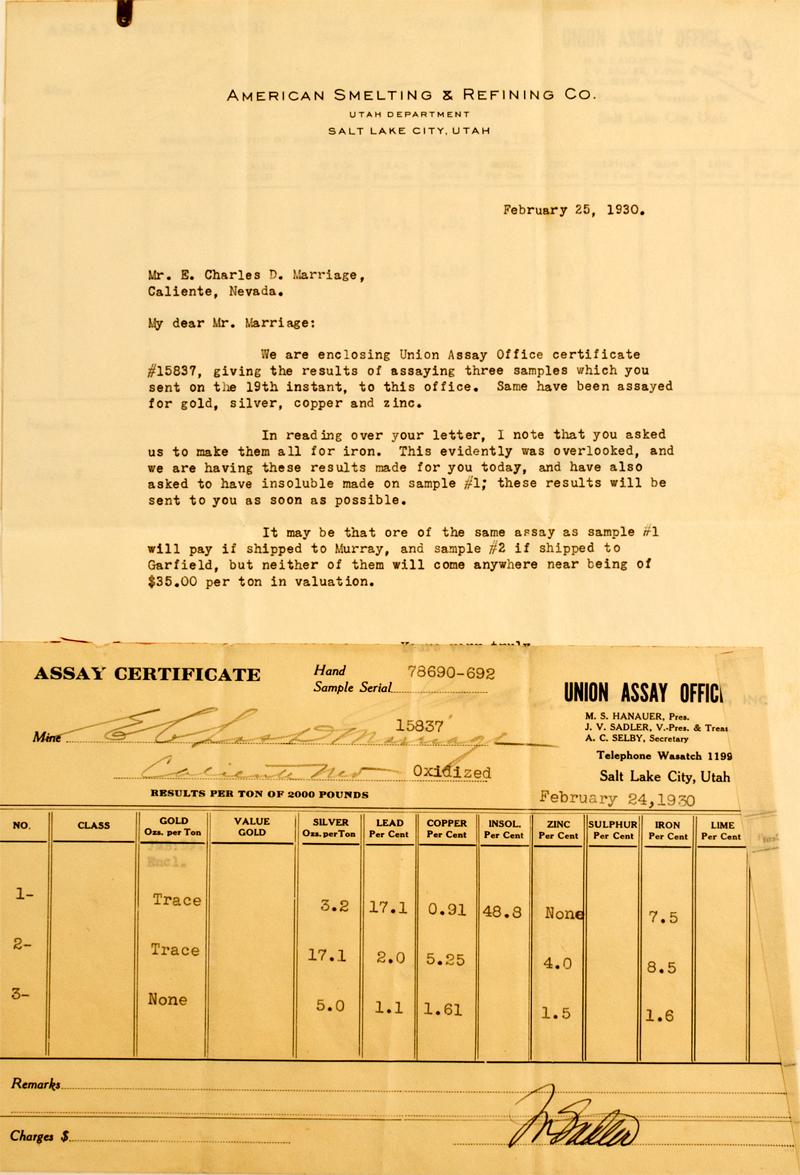 AMERICAN SMELTING & REFINING CO.
UTAH DEPARTMENT
SALT LAKE CITY, UTAH
February 25, 1930.
Mr. E. Charles D. Marriage,
Caliente, Nevada.
My dear Mr. Marriage:
We are enclosing Union Assay Office certificate
#15837, giving the results of assaying three samples which you
sent on the 19th instant, to this office. Same have been assayed
for gold, silver, copper and zinc.
In reading over your letter, I note that you asked
us to make them all for iron. This evidently was overlooked, and
we are having these results made for you today, and have also
asked to have insoluble made on sample #1; these results will be
sent to you as soon as possible.
It may be that ore of the same assay as sample #1
will pay if shipped to Murray, and sample #2 if shipped to
Garfield, but neither of them will come anywhere near being of
$35.00 per ton in valuation.
ASSAY CERTIFICATE
Hand 78690-692
Sample Serial
UNION ASSAY OFFIC
M. S. HANAUER, Pres.
J. V. SADLER, V.-Pres. & Treas
A. C. SELBY, Secretary
Telephone Wasatch 1199
Salt Lake City, Utah
February 24, 1930
15837
Mine E Chas D Marriage
Caliente Nev Oxidized
RESULTS PER TON OF 2000 POUNDS
NO. CLASS GOLD Ozs. per Ton VALUE GOLD SILVER Ozs. per Ton LEAD Per Cent COPPER Per Cent INSOL. Per Cent ZINC Per Cent SULPHUR Per Cent IRON Per Cent LIME Per Cent
1- Trace 3.2 17.1 0.91 48.8 None 7.5
2- Trace 17.1 2.0 5.25 4.0 8.5
3- None 5.0 1.1 1.61 1.5 1.6
Remarks
Charges $